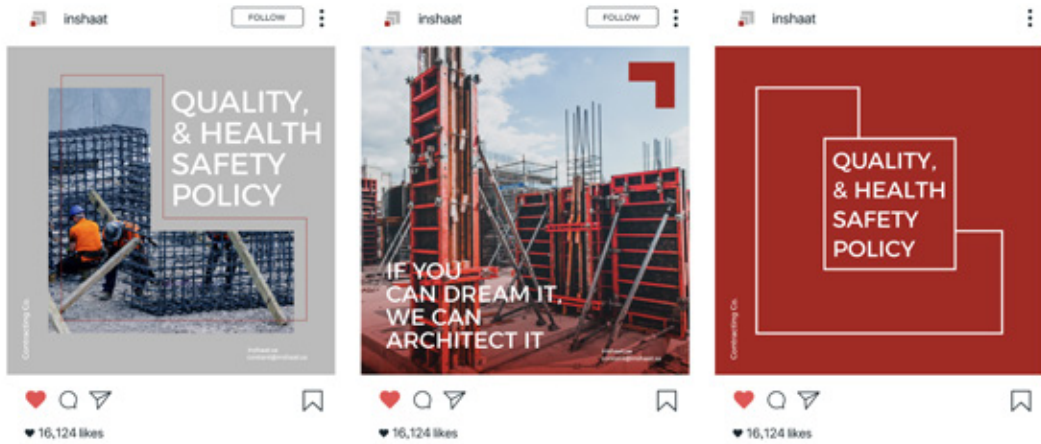 inshaat
FOLLOW
QUALITY,
& HEALTH
SAFETY
POLICY
Contracting Co.
inshaat
FOLLOW
IF YOU
CAN DREAM IT,
WE CAN
ARCHITECT IT
inshaat
QUALITY,
& HEALTH
SAFETY
POLICY
Contracting Co.
16,124 likes
16,124 likes
16,124 likes